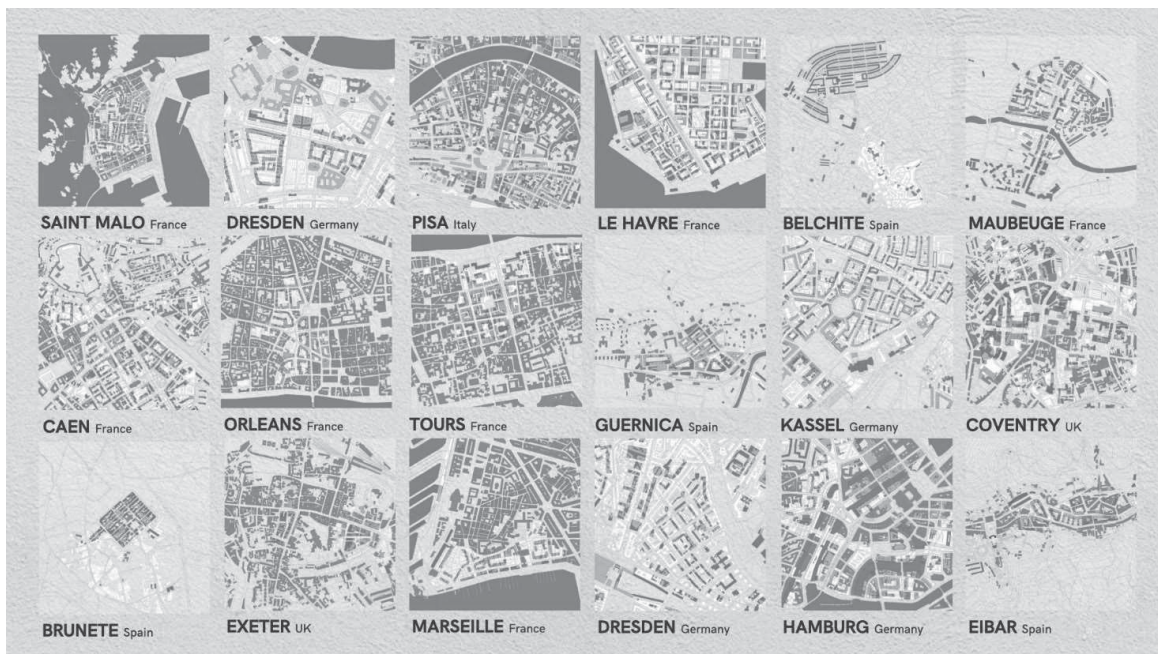 SAINT MALO France
DRESDEN Germany
PISA Italy
LE HAVRE France
BELCHITE Spain
MAUBEUGE France
CAEN France
ORLEANS France
TOURS France
GUERNICA Spain
KASSEL Germany
COVENTRY UK
BRUNETE Spain
EXETER UK
MARSEILLE France
DRESDEN Germany
HAMBURG Germany
EIBAR Spain